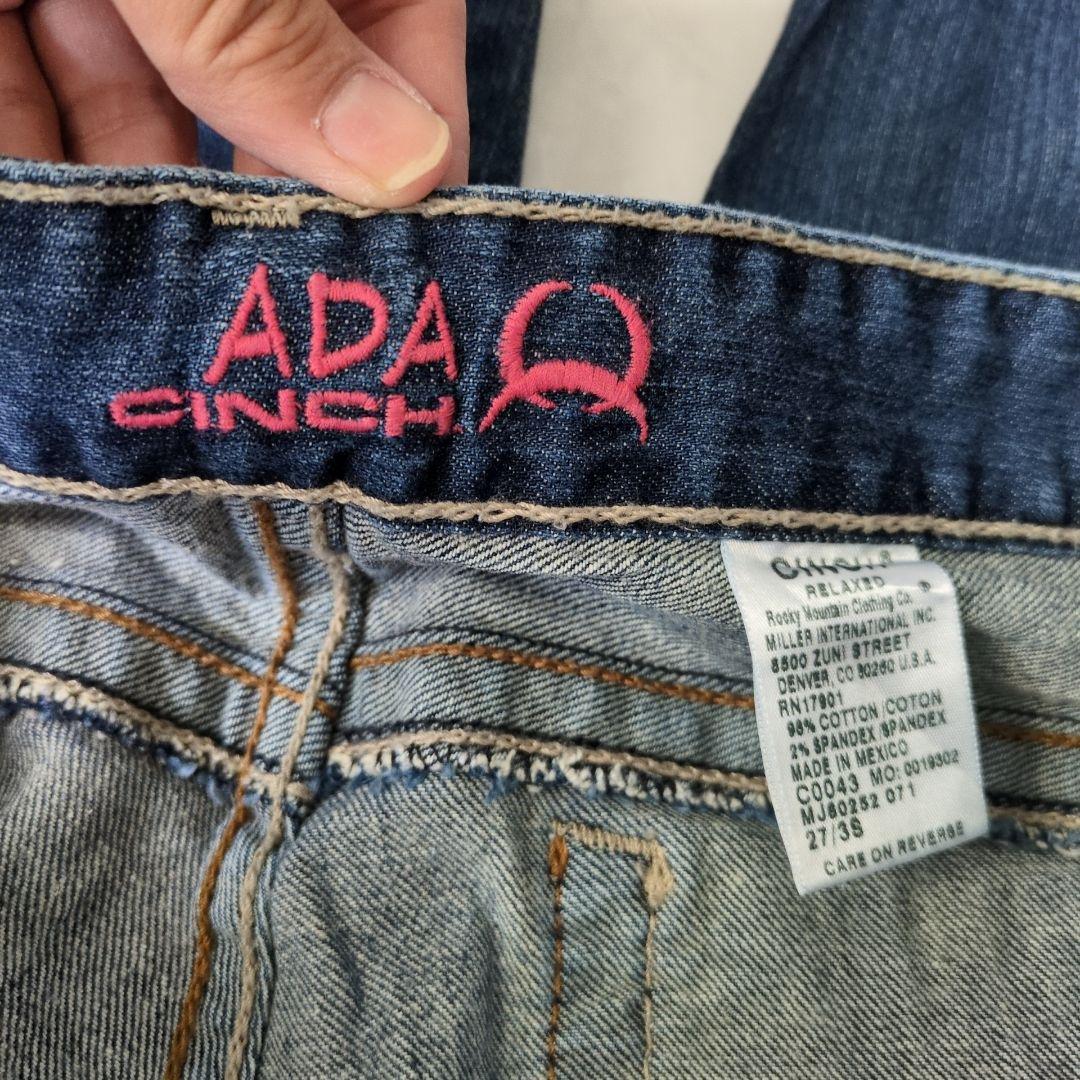 ADA
CINCH
CINCH®
RELAXED
Rocky Mountain Clothing Co.®
MILLER INTERNATIONAL INC.
8500 ZUNI STREET
DENVER, CO 80260 U.S.A.
RN17901
98% COTTON /COTON
2% SPANDEX SPANDEX
MADE IN MEXICO
C0043 MO: 0019302
MJ80252 071
27/3S
CARE ON REVERSE